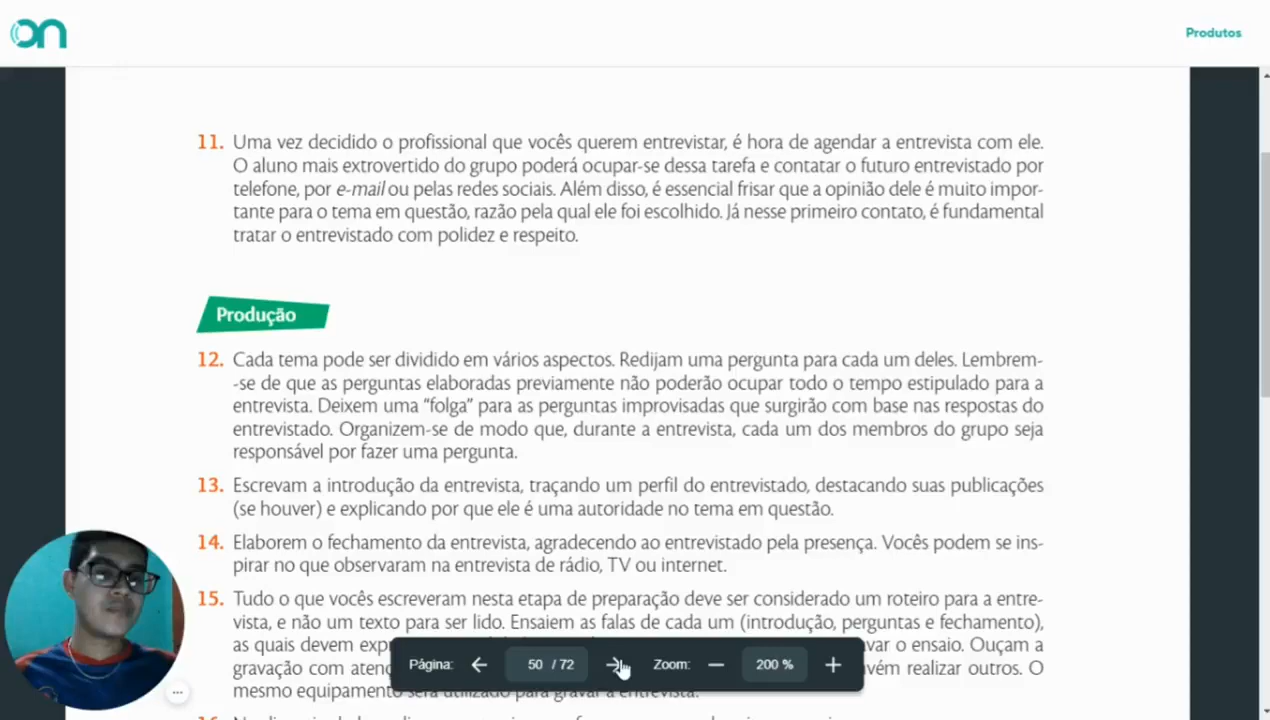 on
Produtos
11. Uma vez decidido o profissional que vocês querem entrevistar, é hora de agendar a entrevista com ele.
O aluno mais extrovertido do grupo poderá ocupar-se dessa tarefa e contatar o futuro entrevistado por
telefone, por e-mail ou pelas redes sociais. Além disso, é essencial frisar que a opinião dele é muito impor-
tante para o tema em questão, razão pela qual ele foi escolhido. Já nesse primeiro contato, é fundamental
tratar o entrevistado com polidez e respeito.
Produção
12. Cada tema pode ser dividido em vários aspectos. Redijam uma pergunta para cada um deles. Lembrem-
-se de que as perguntas elaboradas previamente não poderão ocupar todo o tempo estipulado para a
entrevista. Deixem uma “folga” para as perguntas improvisadas que surgirão com base nas respostas do
entrevistado. Organizem-se de modo que, durante a entrevista, cada um dos membros do grupo seja
responsável por fazer uma pergunta.
13. Escrevam a introdução da entrevista, traçando um perfil do entrevistado, destacando suas publicações
(se houver) e explicando por que ele é uma autoridade no tema em questão.
14. Elaborem o fechamento da entrevista, agradecendo ao entrevistado pela presença. Vocês podem se ins-
pirar no que observaram na entrevista de rádio, TV ou internet.
15. Tudo o que vocês escreveram nesta etapa de preparação deve ser considerado um roteiro para a entre-
vista, e não um texto para ser lido. Ensaiem as falas de cada um (introdução, perguntas e fechamento),
as quais devem avar o ensaio. Ouçam a
gravação com vém realizar outros. O
mesmo equipamento será utilizado para gravar a entrevista.
Página: 50 / 72 Zoom: 200 %